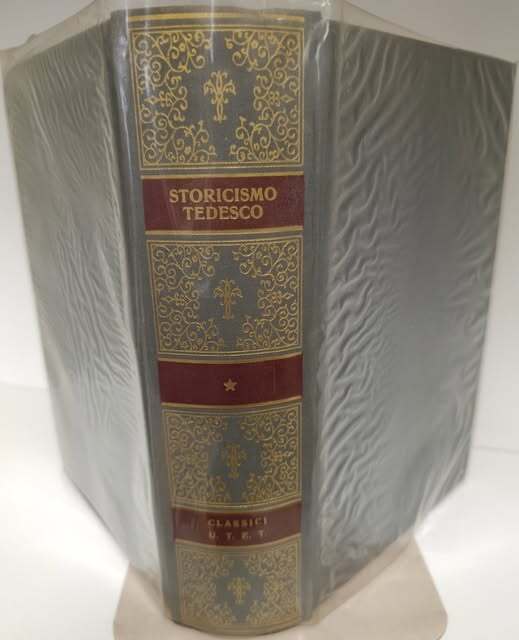 STORICISMO
TEDESCO
CLASSICI
U. T. E. T.